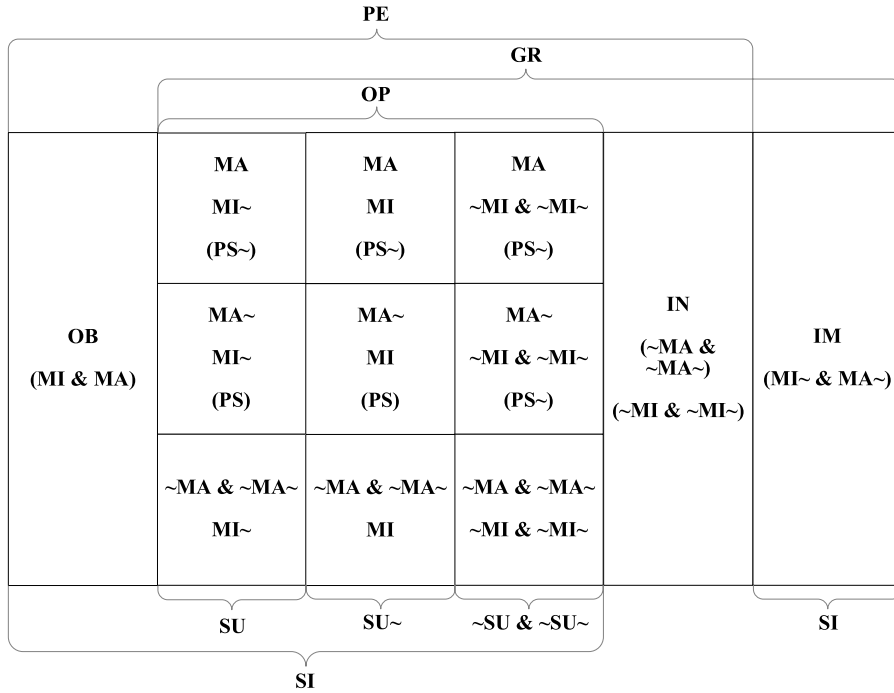 PE
GR
OP
OB
(MI & MA)
MA
MI~
(PS~)
MA
MI
(PS~)
MA
~MI & ~MI~
(PS~)
MA~
MI~
(PS)
MA~
MI
(PS)
MA~
~MI & ~MI~
(PS~)
~MA & ~MA~
MI~
~MA & ~MA~
MI
~MA & ~MA~
~MI & ~MI~
IN
(~MA &
~MA~)
(~MI & ~MI~)
IM
(MI~ & MA~)
SU
SU~
~SU & ~SU~
SI
SI